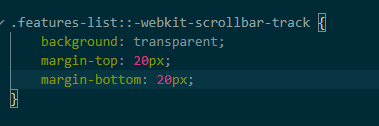 .features-list::-webkit-scrollbar-track {
    background: transparent;
    margin-top: 20px;
    margin-bottom: 20px;
}